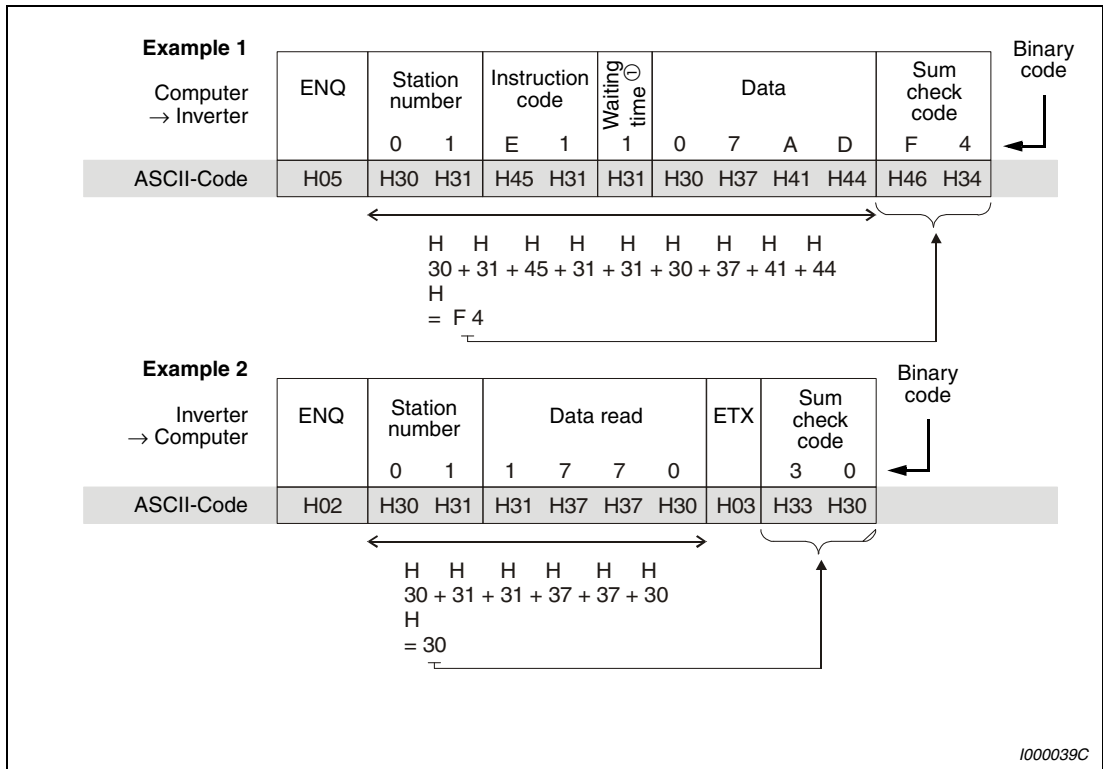 Example 1
Computer
→ Inverter
ENQ
Station
number
0 1
Instruction
code
E 1
Waiting
time ①
1
Data
0 7 A D
Sum
check
code
F 4
Binary
code
ASCII-Code H05 H30 H31 H45 H31 H31 H30 H37 H41 H44 H46 H34
H H H H H H H H H
30 + 31 + 45 + 31 + 31 + 30 + 37 + 41 + 44
H
= F 4
Example 2
Inverter
→ Computer
ENQ
Station
number
0 1
Data read
1 7 7 0
ETX
Sum
check
code
3 0
Binary
code
ASCII-Code H02 H30 H31 H31 H37 H37 H30 H03 H33 H30
H H H H H H
30 + 31 + 31 + 37 + 37 + 30
H
= 30
I000039C